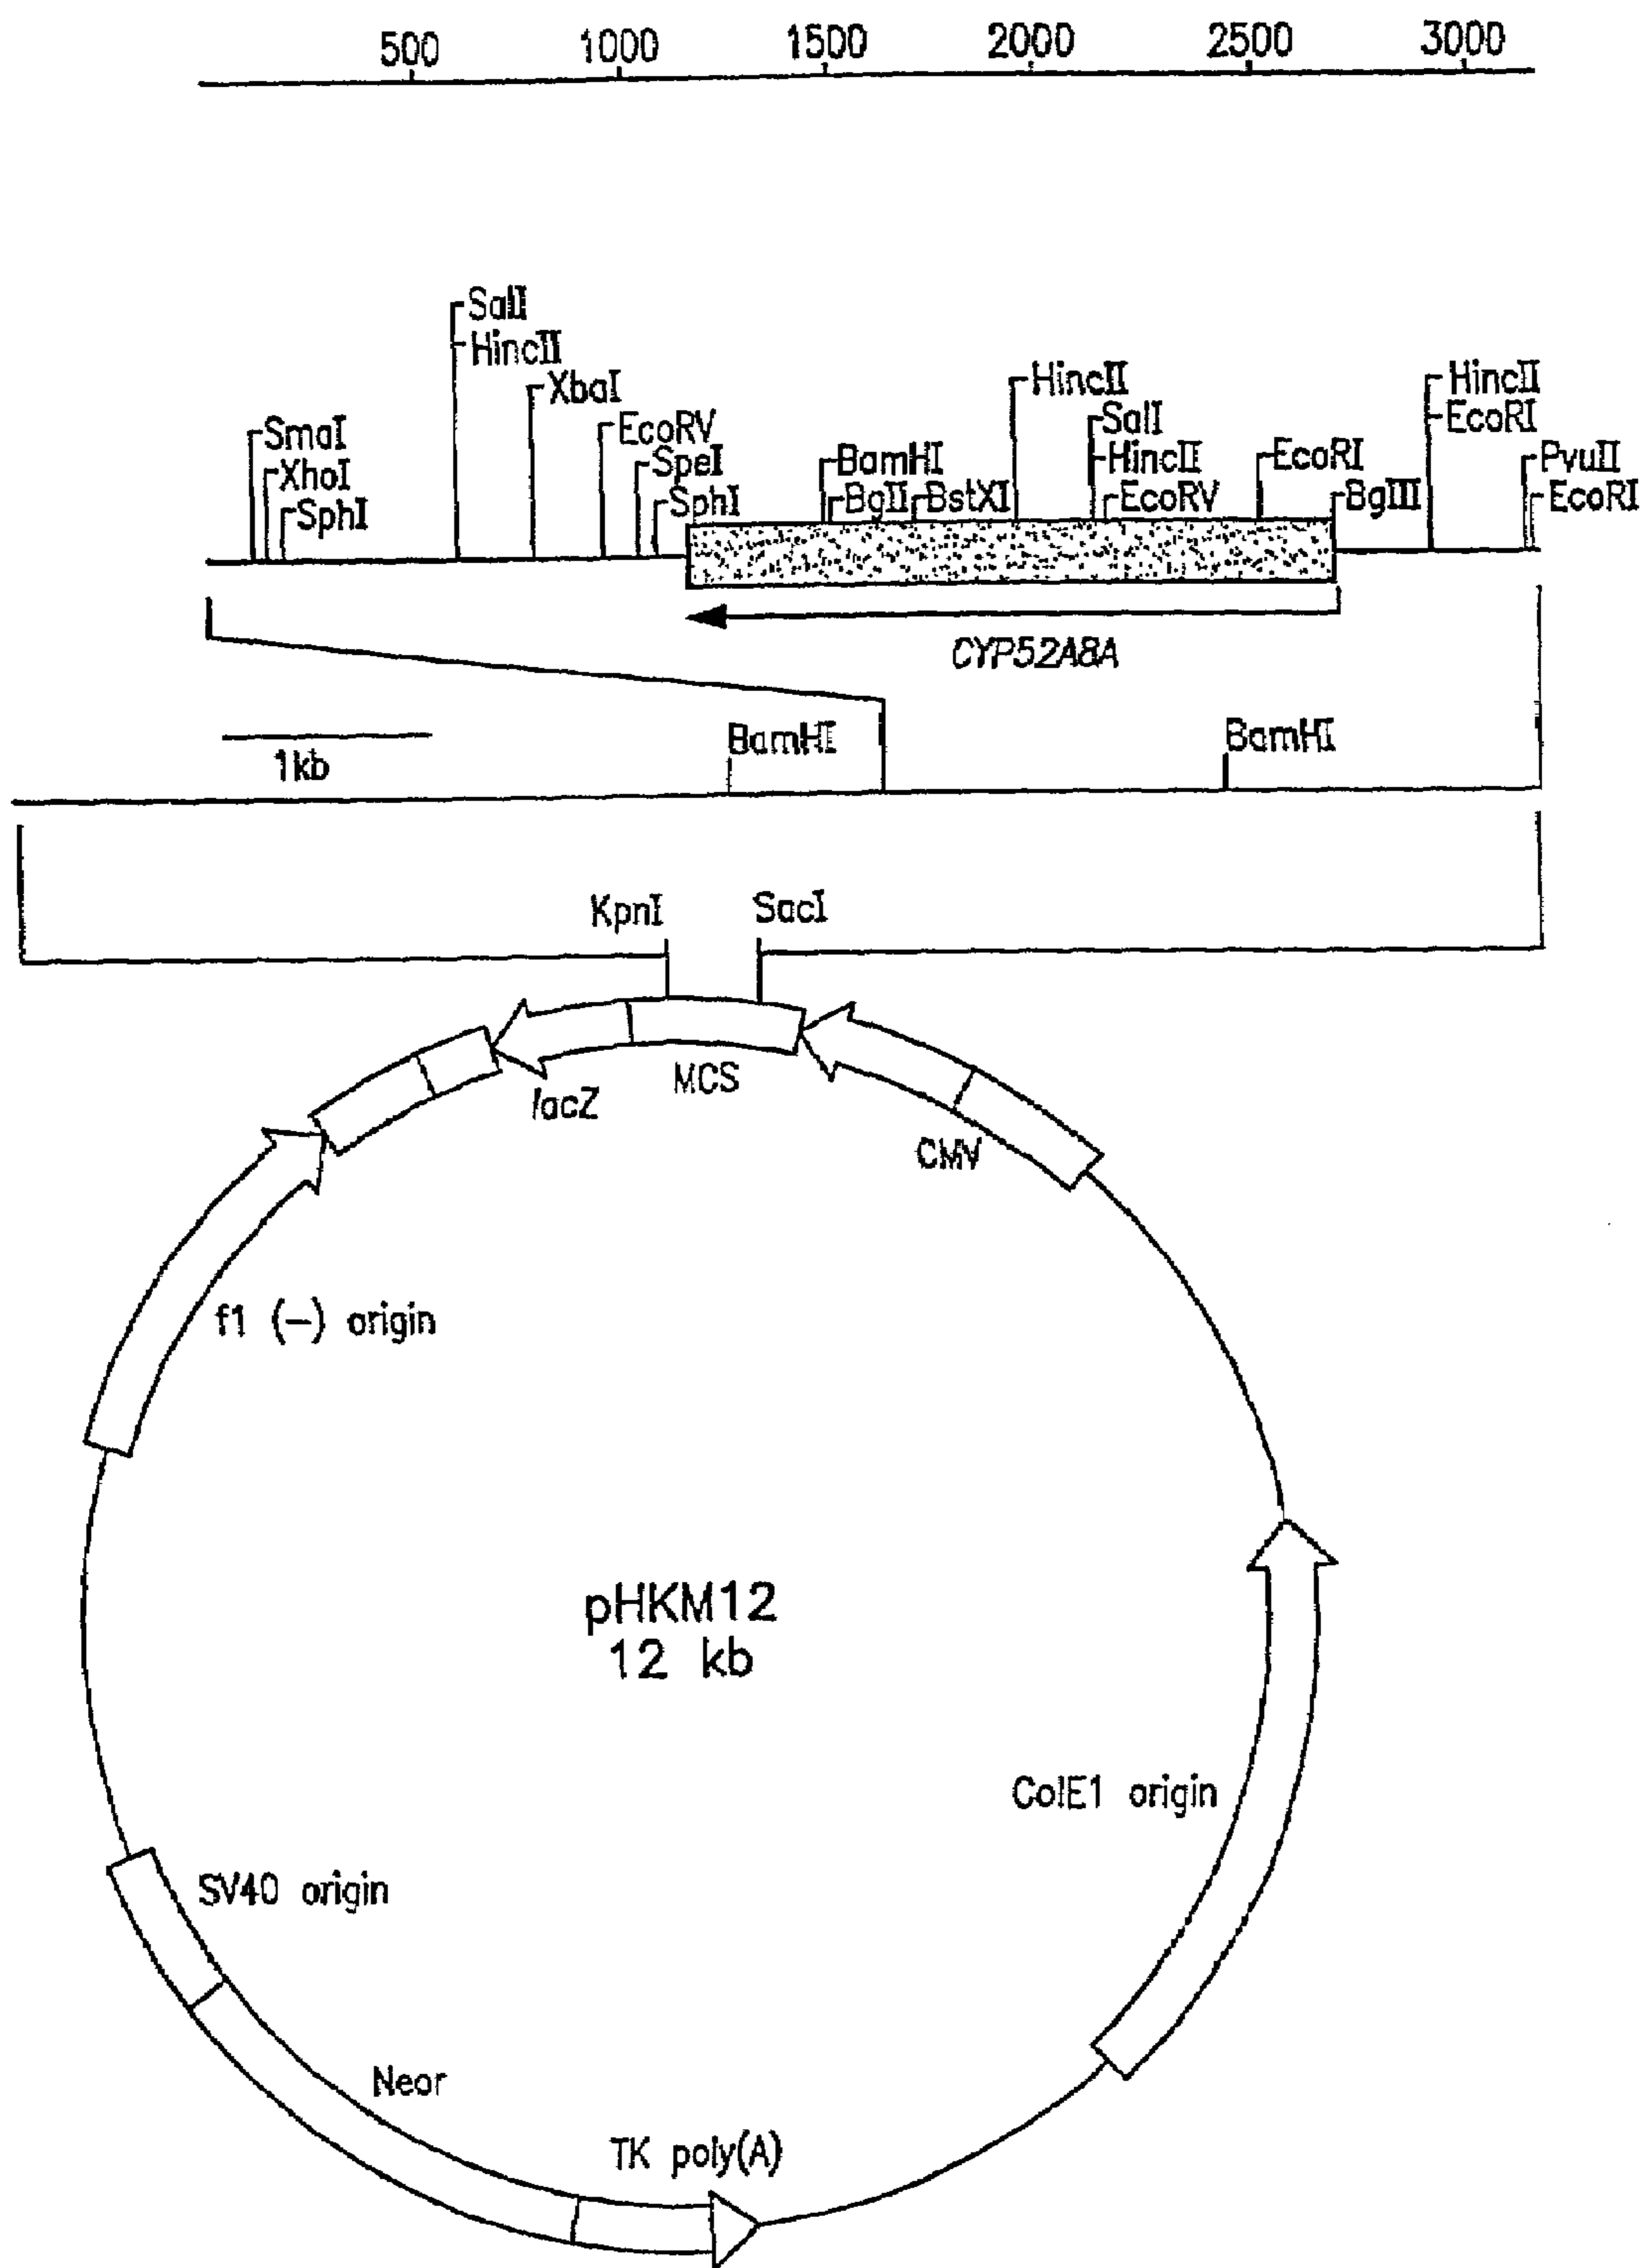 500 1000 1500 2000 2500 3000
SalI
HincII
XbaI
HincII
HincII
EcoRI
SmaI
EcoRV
SalI
XhoI
SpeI
BamHI
HincII
EcoRI
PvuII
SphI
SphI
BglI
BstXI
EcoRV
BglII
EcoRI
CYP52A8A
1kb
BamHI
BamHI
KpnI
SacI
lacZ
MCS
CMV
f1 (-) origin
pHKM12
12 kb
ColE1 origin
SV40 origin
Neor
TK poly(A)